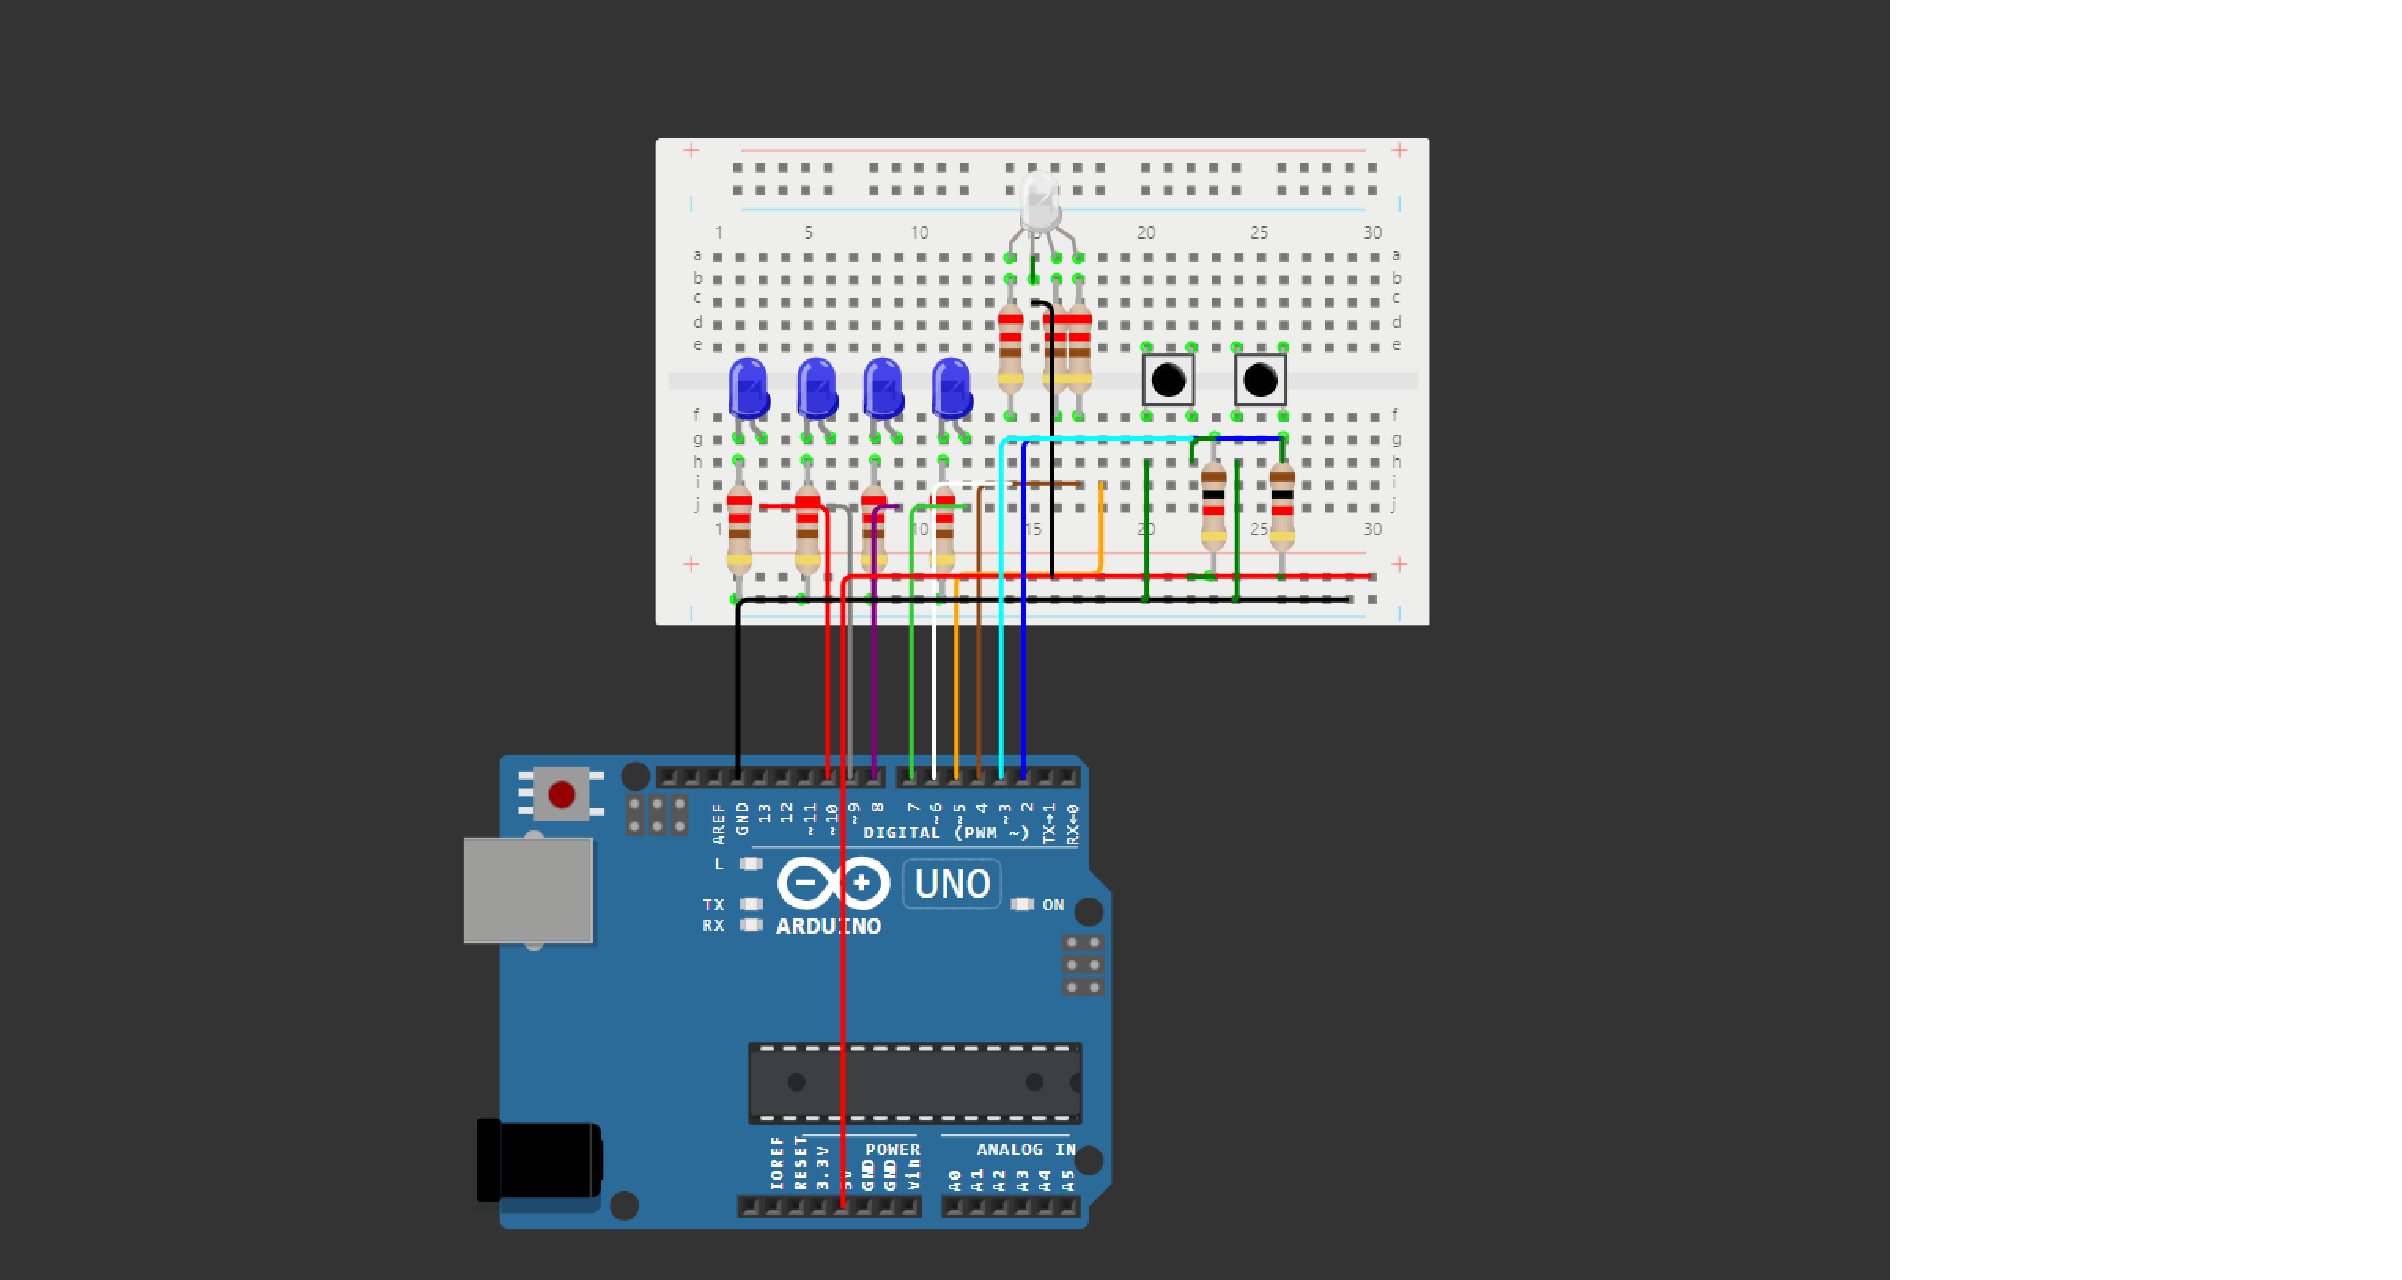 1 5 10 15 20 25 30
a a
b b
c c
d d
e e
f f
g g
h h
i i
j j
1 10 15 20 25 30
AREF GND 13 12 ~11 ~10 ~9 8 7 ~6 ~5 4 ~3 2 TX→1 RX←0
DIGITAL (PWM ~)
L
TX
RX
ARDUINO
UNO
ON
POWER
ANALOG IN
IOREF RESET 3.3V 5V GND GND Vin A0 A1 A2 A3 A4 A5